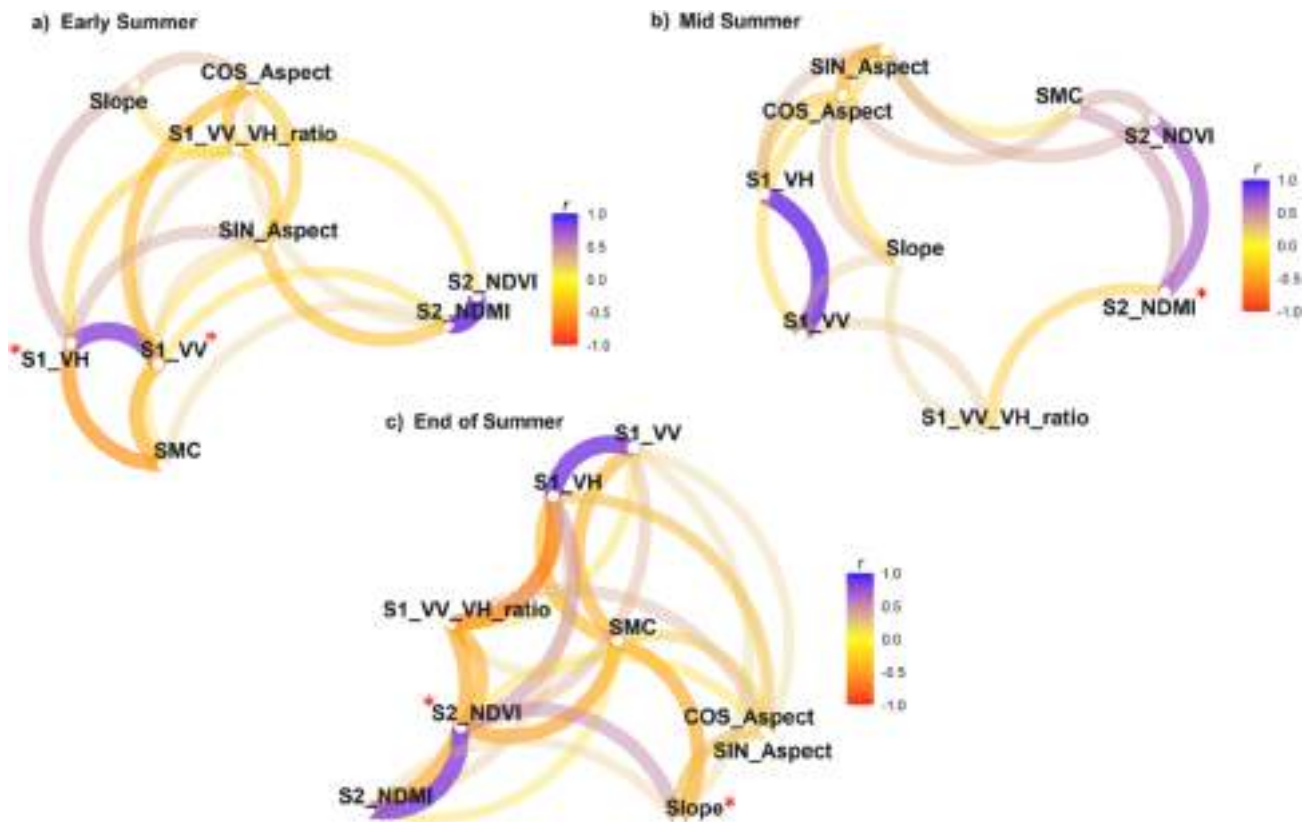 a) Early Summer
COS_Aspect
Slope
S1_VV_VH_ratio
SIN_Aspect
S2_NDVI
S2_NDMI
*S1_VH
S1_VV*
SMC
r
1.0
0.5
0.0
-0.5
-1.0
b) Mid Summer
SIN_Aspect
COS_Aspect
SMC
S2_NDVI
S1_VH
Slope
S2_NDMI*
S1_VV
S1_VV_VH_ratio
r
1.0
0.5
0.0
-0.5
-1.0
c) End of Summer
S1_VV
S1_VH
S1_VV_VH_ratio
SMC
*S2_NDVI
COS_Aspect
SIN_Aspect
S2_NDMI
Slope*
r
1.0
0.5
0.0
-0.5
-1.0